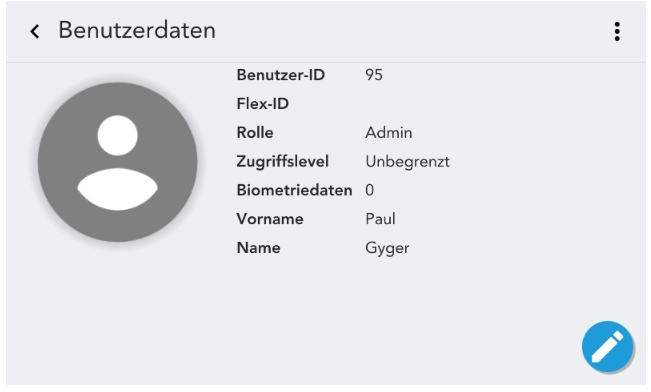 Benutzerdaten
Benutzer-ID 95
Flex-ID
Rolle Admin
Zugriffslevel Unbegrenzt
Biometriedaten 0
Vorname Paul
Name Gyger